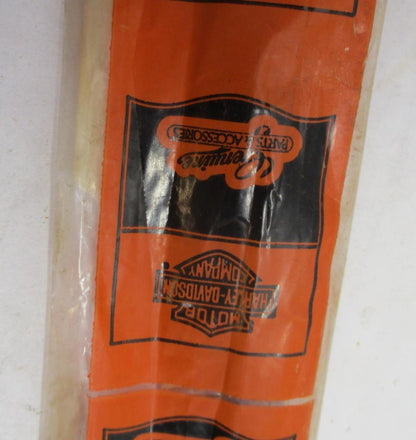 Genuine
PARTS & ACCESSORIES
MOTOR
HARLEY-DAVIDSON
COMPANY